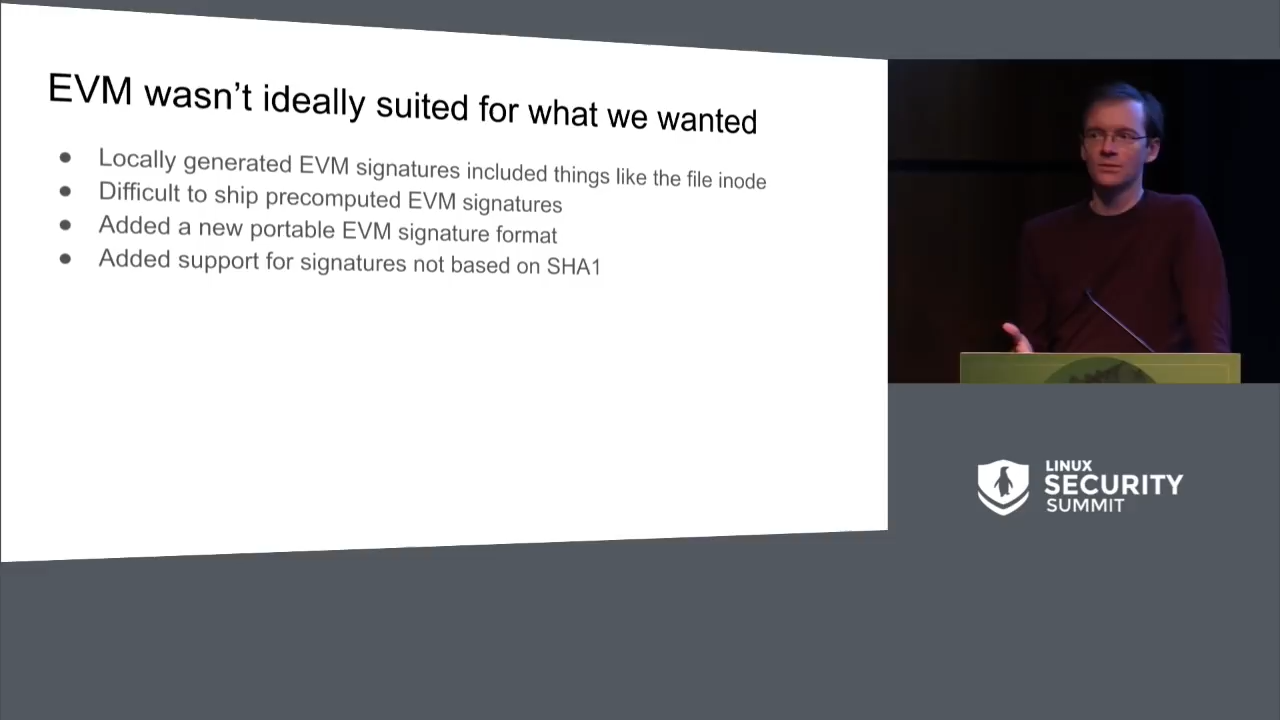 EVM wasn’t ideally suited for what we wanted
● Locally generated EVM signatures included things like the file inode
● Difficult to ship precomputed EVM signatures
● Added a new portable EVM signature format
● Added support for signatures not based on SHA1
LINUX
SECURITY
SUMMIT